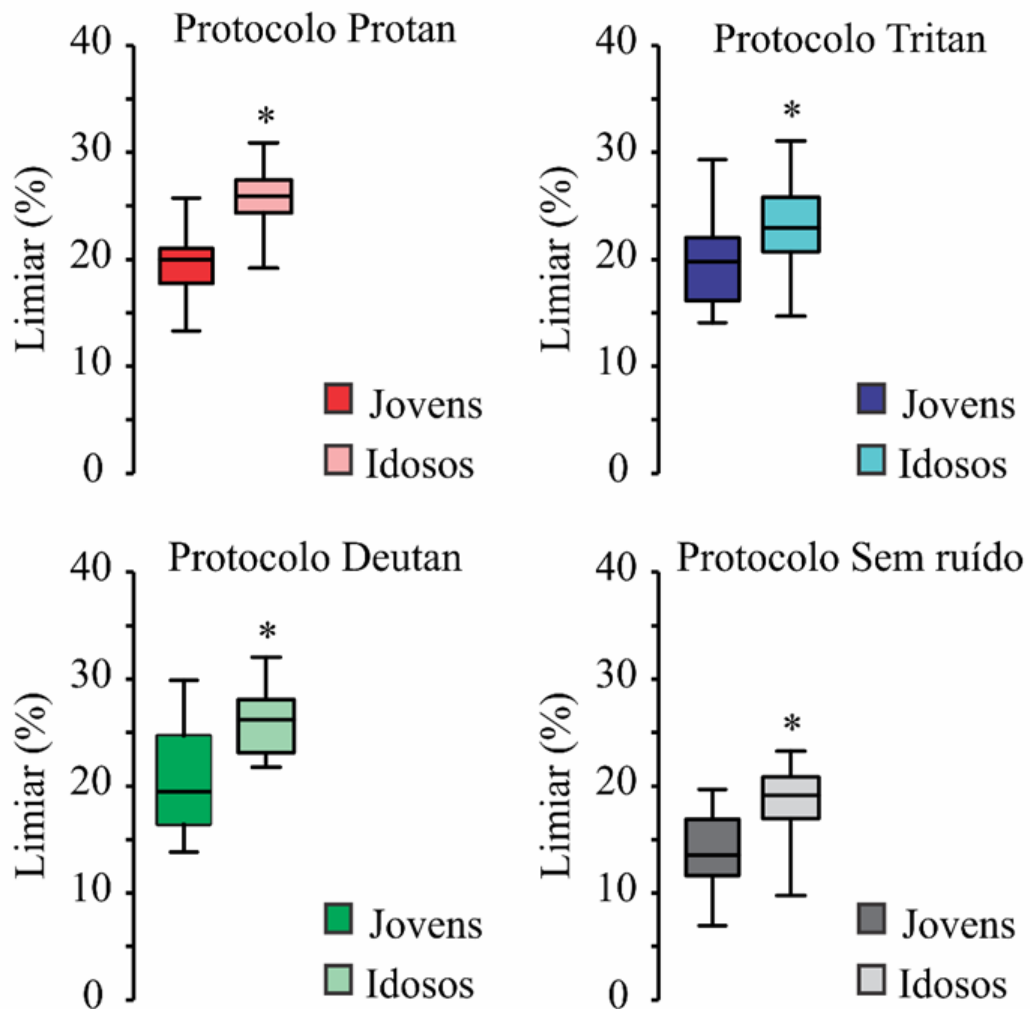 Protocolo Protan
40
30
20
10
0
Limiar (%)
*
Jovens
Idosos
Protocolo Tritan
40
30
20
10
0
Limiar (%)
*
Jovens
Idosos
Protocolo Deutan
40
30
20
10
0
Limiar (%)
*
Jovens
Idosos
Protocolo Sem ruído
40
30
20
10
0
Limiar (%)
*
Jovens
Idosos